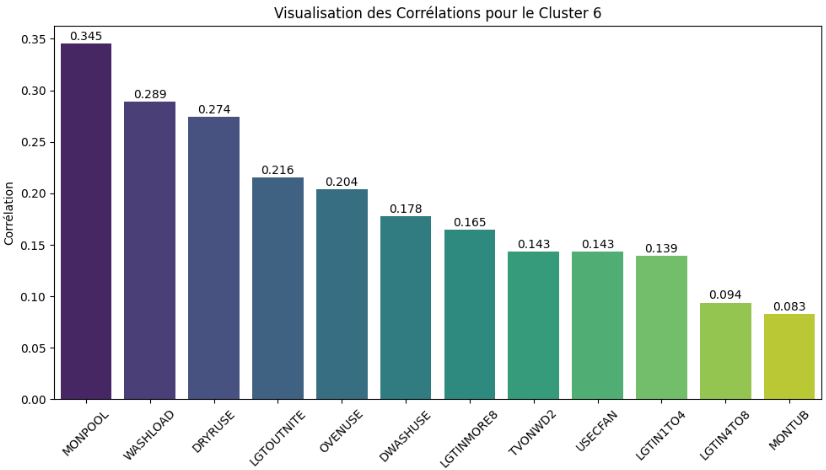 Visualisation des Corrélations pour le Cluster 6
Corrélation
0.35
0.30
0.25
0.20
0.15
0.10
0.05
0.00
0.345
0.289
0.274
0.216
0.204
0.178
0.165
0.143
0.143
0.139
0.094
0.083
MONPOOL
WASHLOAD
DRYRUSE
LGTOUTNITE
OVENUSE
DWASHUSE
LGTINMORE8
TVONWD2
USECFAN
LGTIN1TO4
LGTIN4TO8
MONTUB